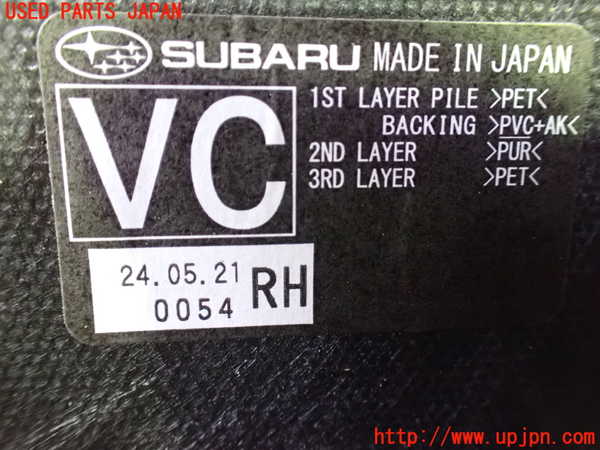 USED PARTS JAPAN
SUBARU MADE IN JAPAN
VC
1ST LAYER PILE >PET<
BACKING >PVC+AK<
2ND LAYER >PUR<
3RD LAYER >PET<
24.05.21
0054
RH
http://www.upjpn.com/